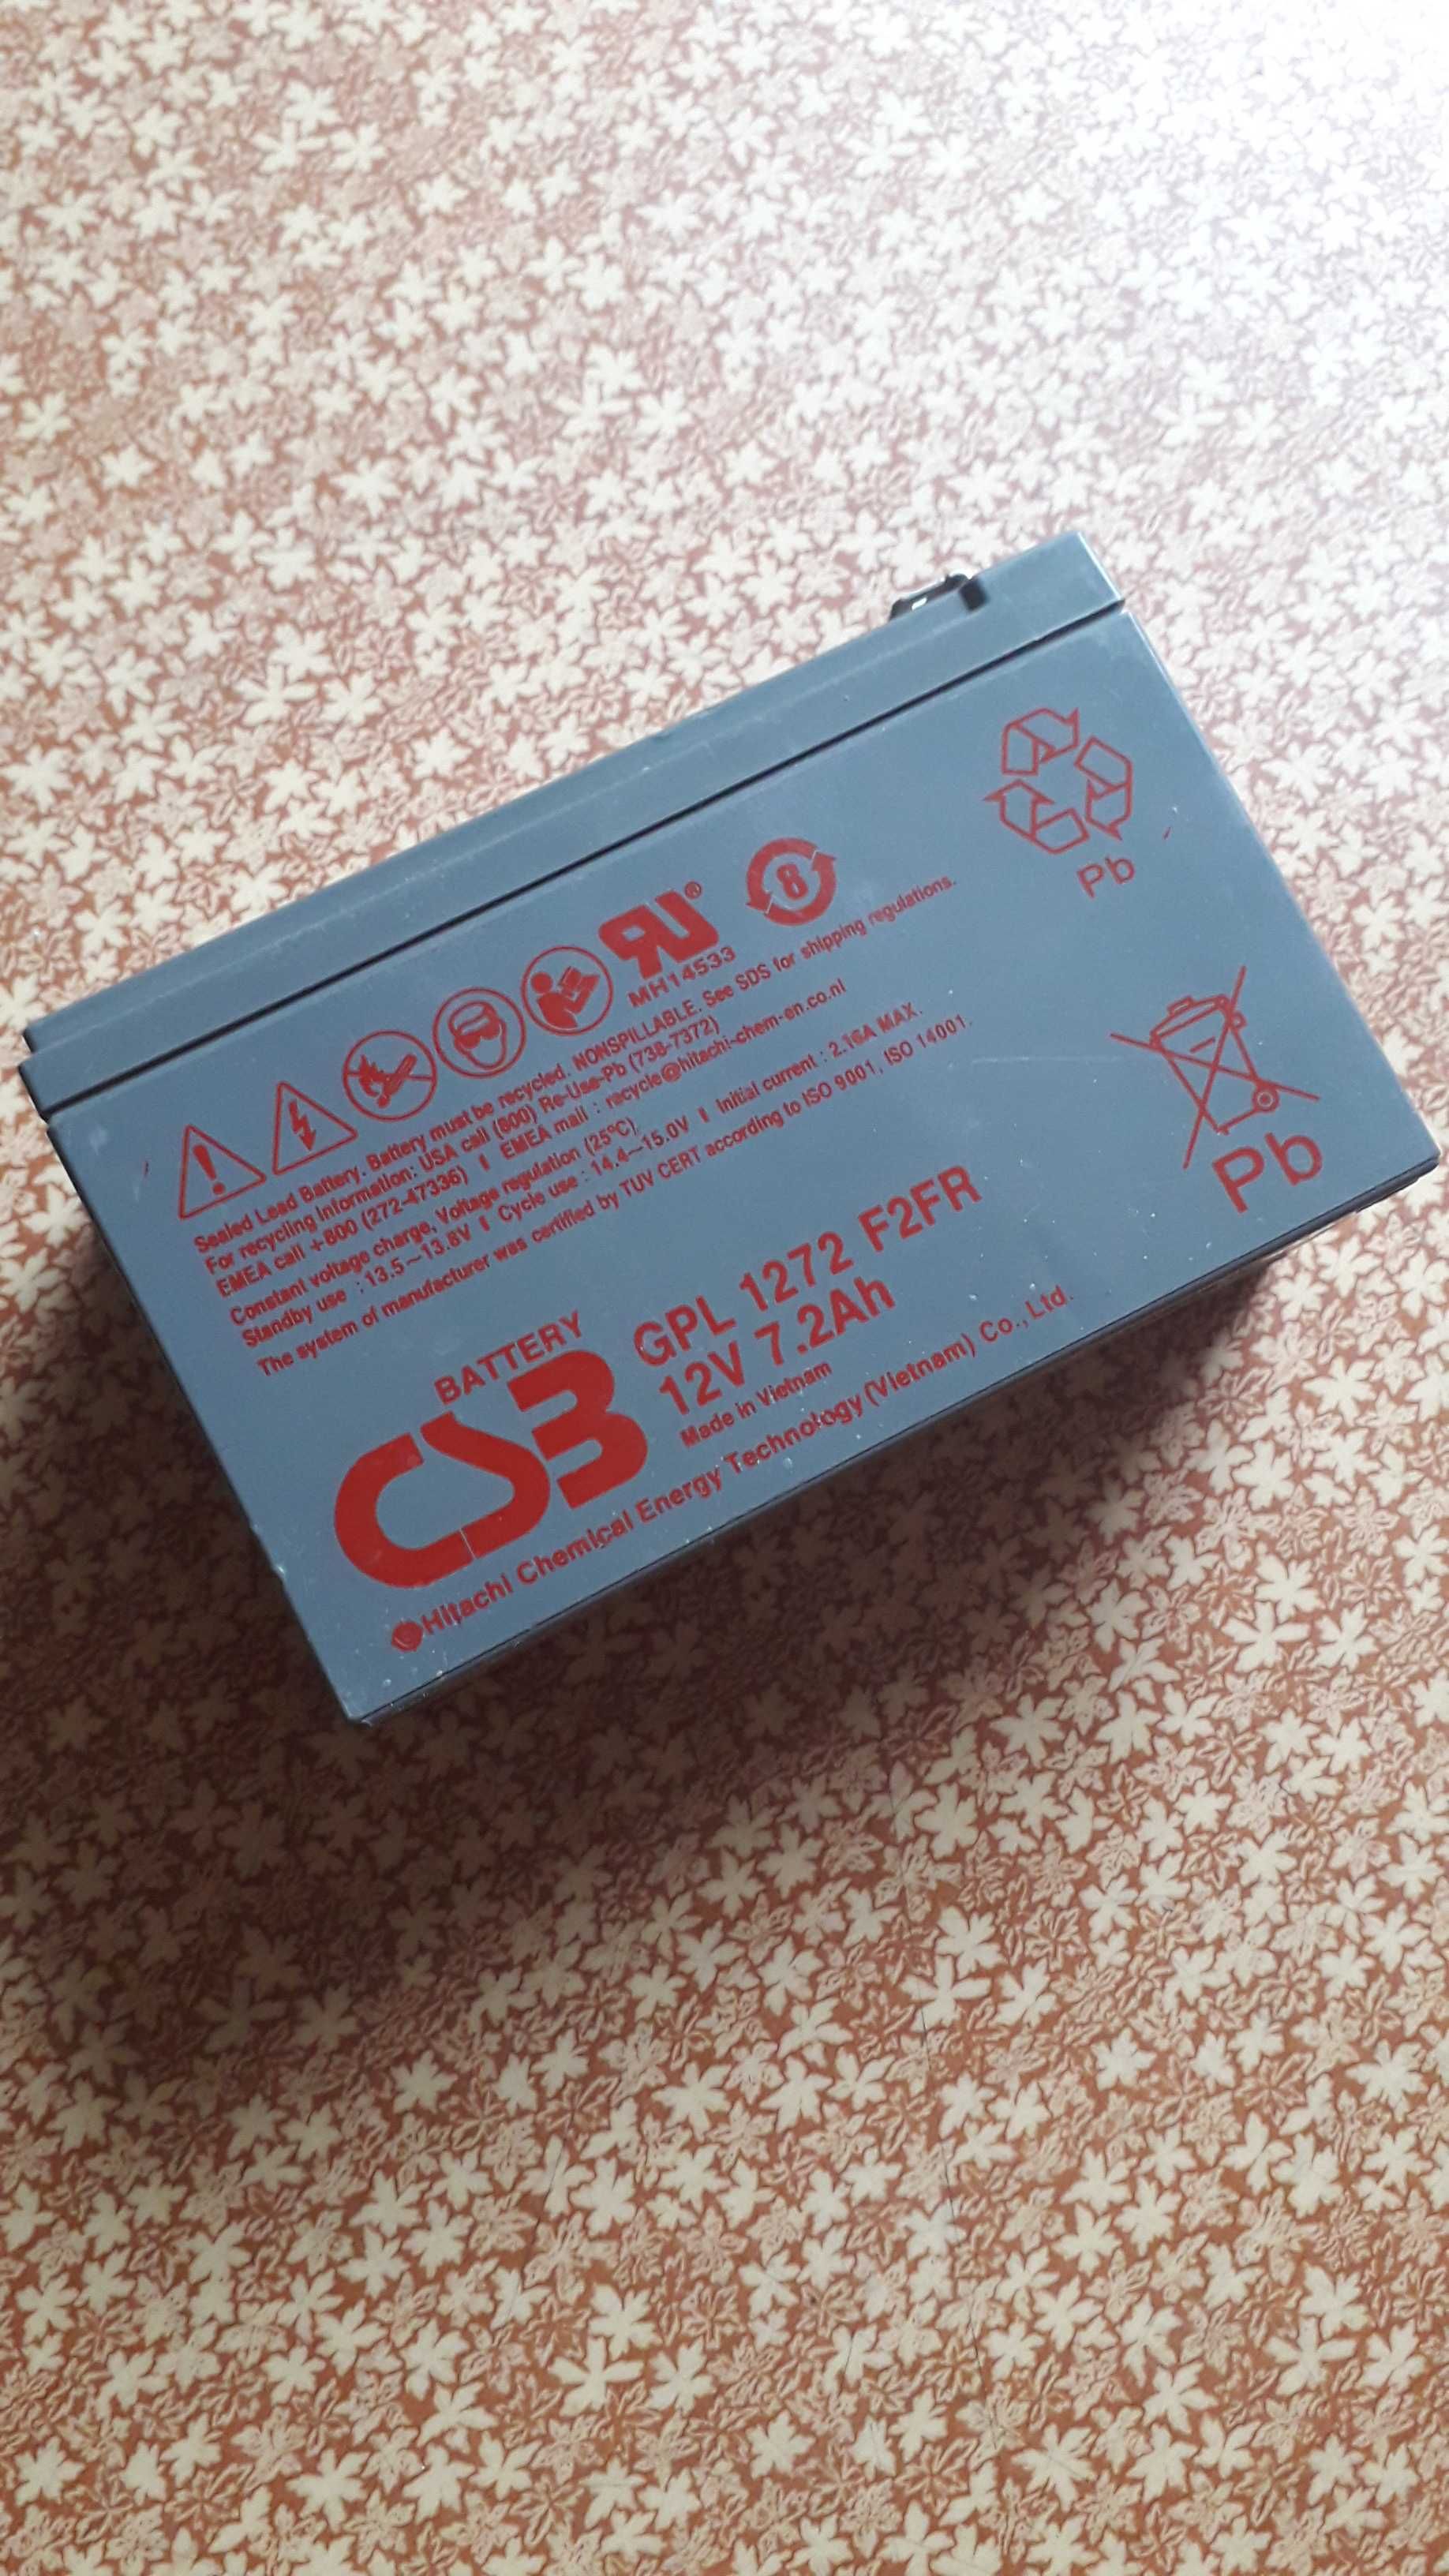 8
MH14533
Sealed Lead Battery. Battery must be recycled. NONSPILLABLE. See SDS for shipping regulations.
For recycling information: USA call (800) Re-Use-Pb (738-7372)
EMEA call +800 (272-47336) I EMEA mail : recycle@hitachi-chem-en.co.nl
Constant voltage charge, Voltage regulation (25°C).
Standby use : 13.5~13.8V I Cycle use : 14.4~15.0V I Initial current : 2.16A MAX.
The system of manufacturer was certified by TUV CERT according to ISO 9001, ISO 14001.
Pb
Pb
BATTERY
CSB
GPL 1272 F2FR
12V 7.2Ah
Made in Vietnam
Hitachi Chemical Energy Technology (Vietnam) Co., Ltd.